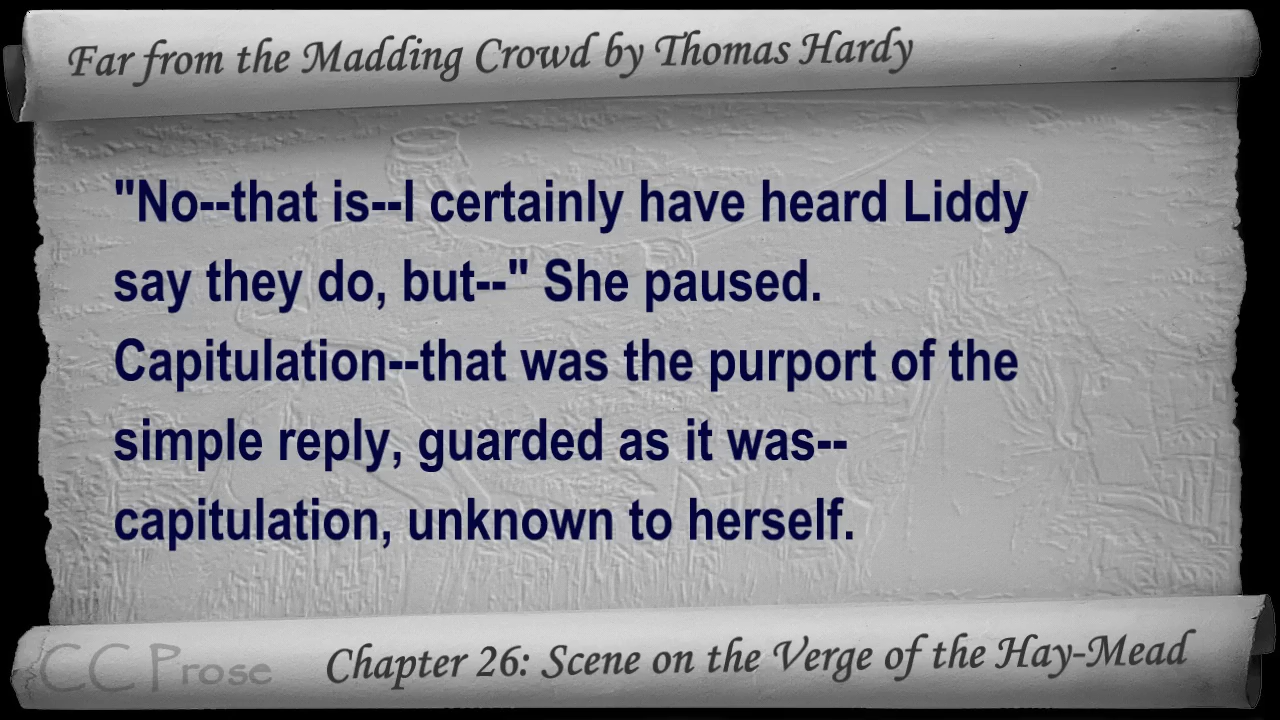 Far from the Madding Crowd by Thomas Hardy
"No--that is--I certainly have heard Liddy
say they do, but--" She paused.
Capitulation--that was the purport of the
simple reply, guarded as it was--
capitulation, unknown to herself.
CC Prose
Chapter 26: Scene on the Verge of the Hay-Mead